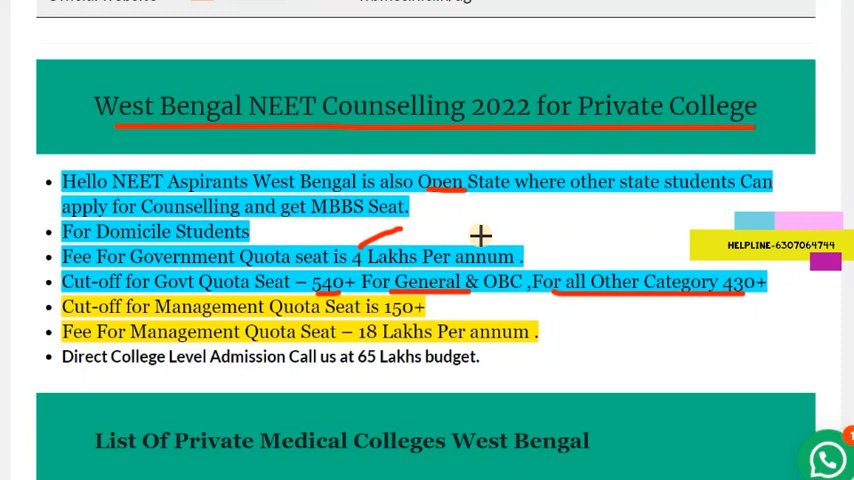 West Bengal NEET Counselling 2022 for Private College
Hello NEET Aspirants West Bengal is also Open State where other state students Can
apply for Counselling and get MBBS Seat.
For Domicile Students
Fee For Government Quota seat is 4 Lakhs Per annum .
HELPLINE-6307064744
Cut-off for Govt Quota Seat – 540+ For General & OBC ,For all Other Category 430+
Cut-off for Management Quota Seat is 150+
Fee For Management Quota Seat – 18 Lakhs Per annum .
Direct College Level Admission Call us at 65 Lakhs budget.
List Of Private Medical Colleges West Bengal